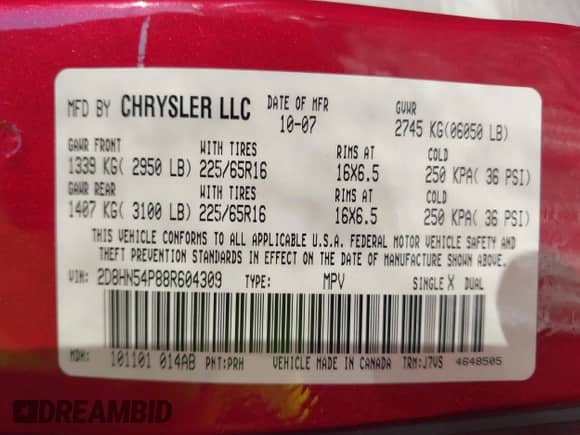 MFD BY CHRYSLER LLC DATE OF MFR GVWR
10-07 2745 KG(06050 LB)
GAWR FRONT WITH TIRES RIMS AT COLD
1339 KG( 2950 LB) 225/65R16 16X6.5 250 KPA( 36 PSI)
GAWR REAR WITH TIRES RIMS AT COLD
1407 KG( 3100 LB) 225/65R16 16X6.5 250 KPA( 36 PSI)
THIS VEHICLE CONFORMS TO ALL APPLICABLE U.S.A. FEDERAL MOTOR VEHICLE SAFETY AND
THEFT PREVENTION STANDARDS IN EFFECT ON THE DATE OF MANUFACTURE SHOWN ABOVE.
VIN: 2D8HN54P88R604309 TYPE: MPV SINGLE X DUAL
MDH: 101101 014AB PNT:PRH VEHICLE MADE IN CANADA TRM:J7VS 4648505
DREAMBID